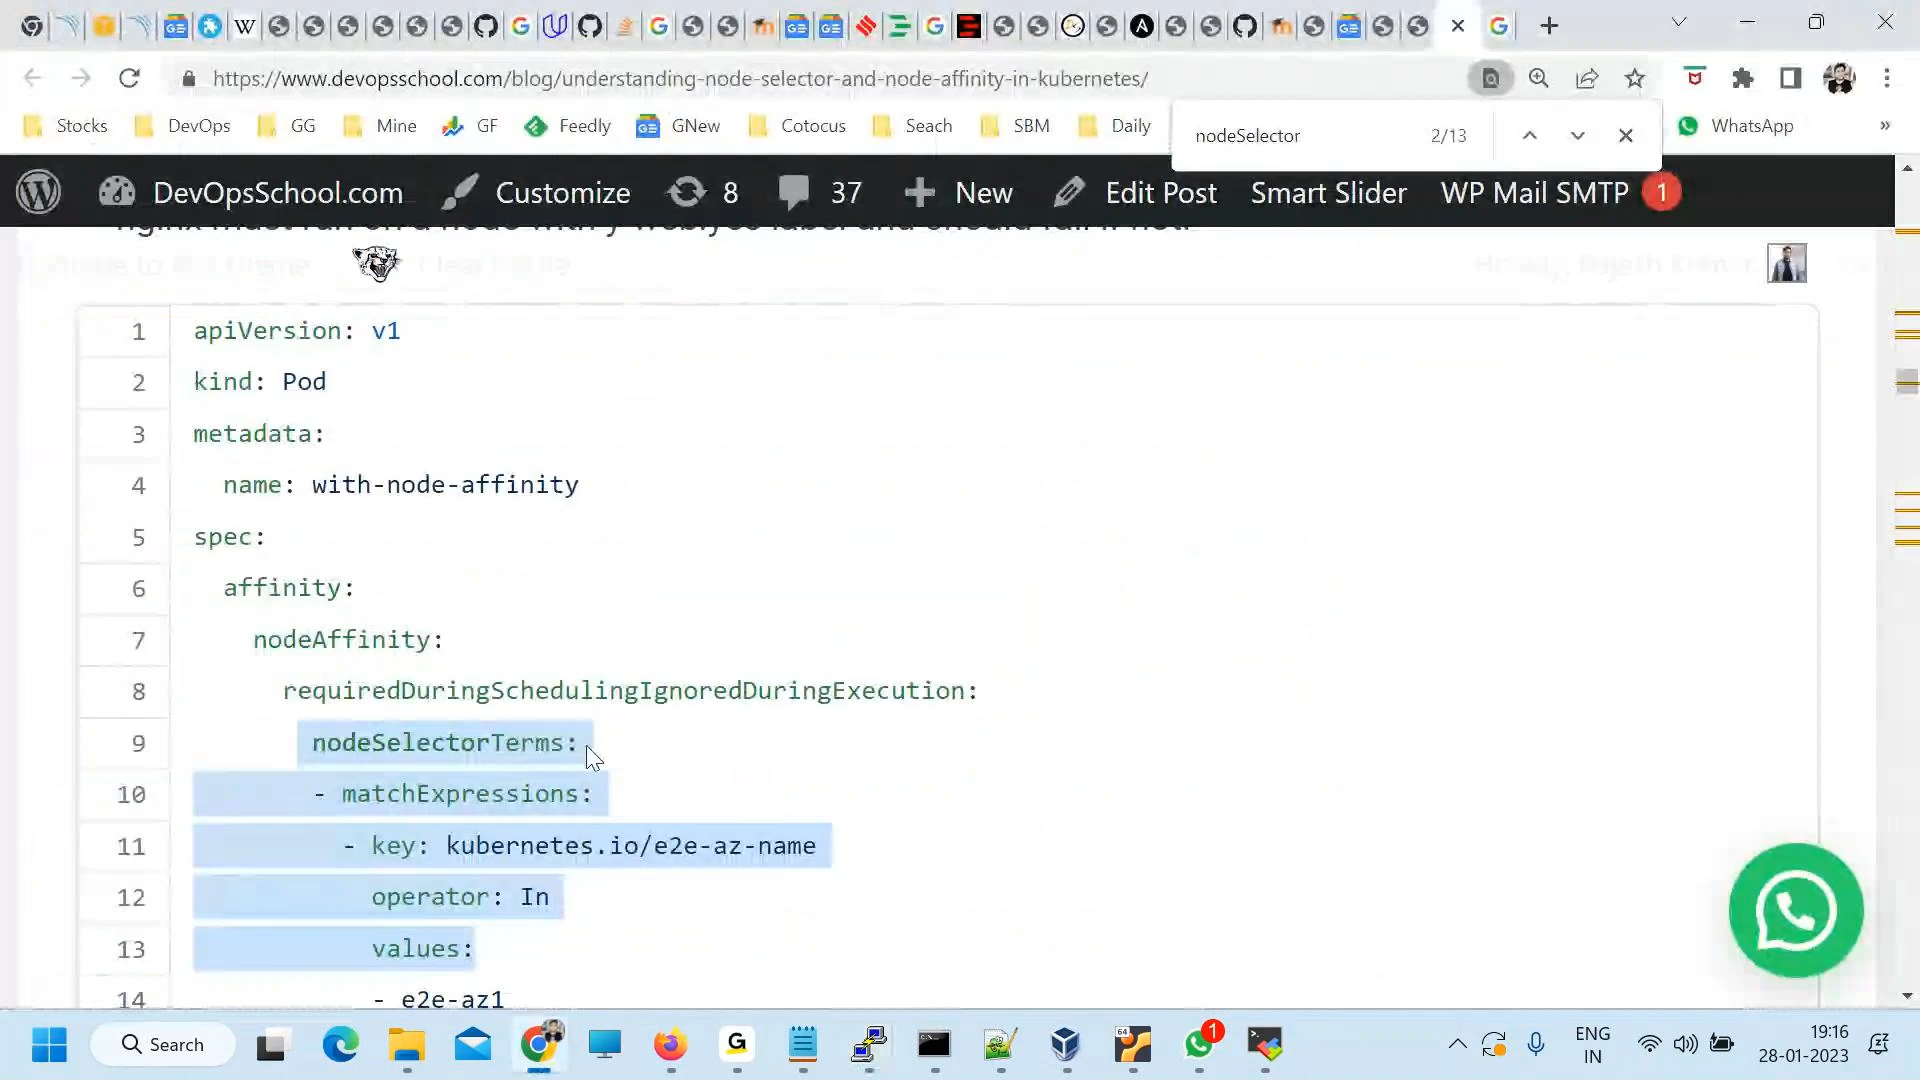 https://www.devopsschool.com/blog/understanding-node-selector-and-node-affinity-in-kubernetes/
Stocks DevOps GG Mine GF Feedly GNew Cotocus Seach SBM Daily WhatsApp »
nodeSelector 2/13
DevOpsSchool.com Customize 8 37 New Edit Post Smart Slider WP Mail SMTP 1
1 apiVersion: v1
2 kind: Pod
3 metadata:
4 name: with-node-affinity
5 spec:
6 affinity:
7 nodeAffinity:
8 requiredDuringSchedulingIgnoredDuringExecution:
9 nodeSelectorTerms:
10 - matchExpressions:
11 - key: kubernetes.io/e2e-az-name
12 operator: In
13 values:
14 - e2e-az1
Search
1
ENG
IN
19:16
28-01-2023